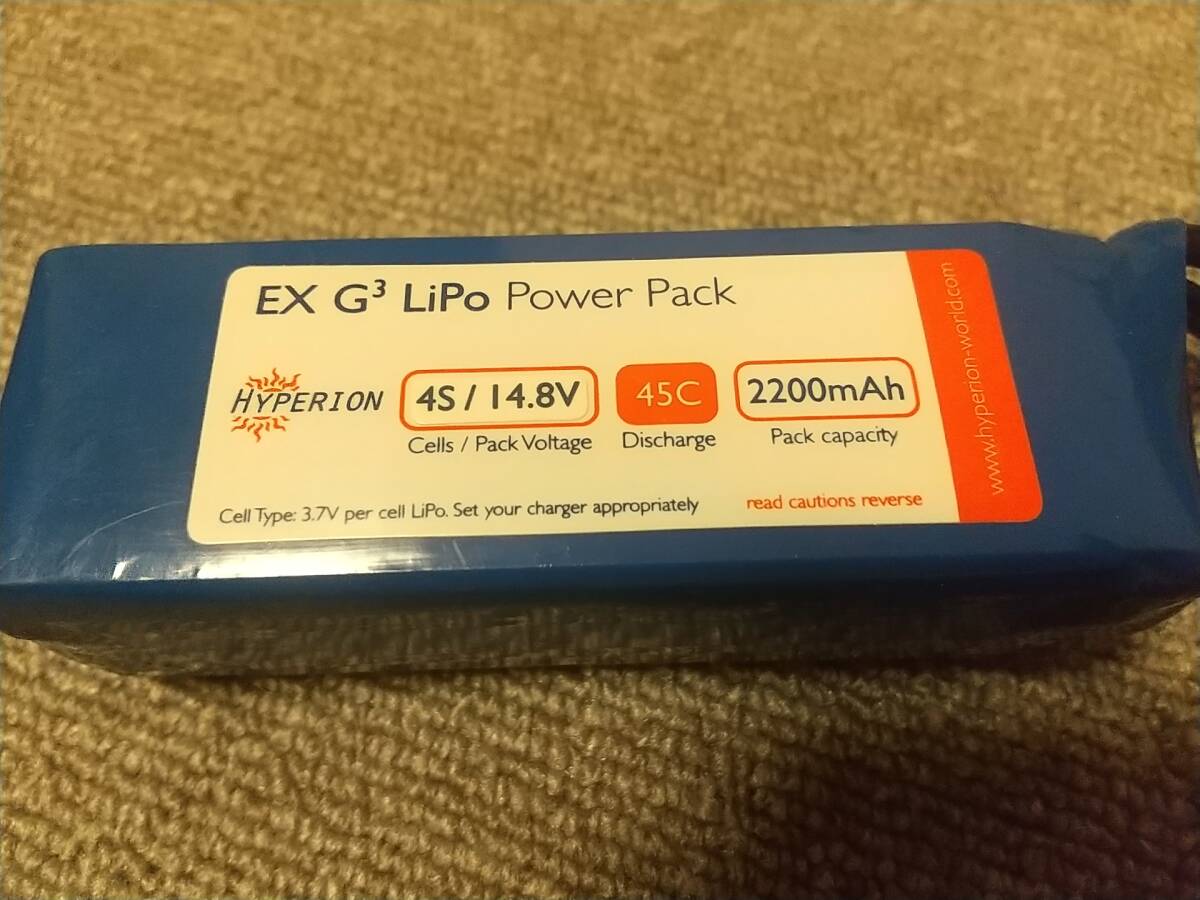 EX G³ LiPo Power Pack
HYPERION
4S / 14.8V
45C
2200mAh
Cells / Pack Voltage
Discharge
Pack capacity
Cell Type: 3.7V per cell LiPo. Set your charger appropriately
read cautions reverse
www.hyperion-world.com